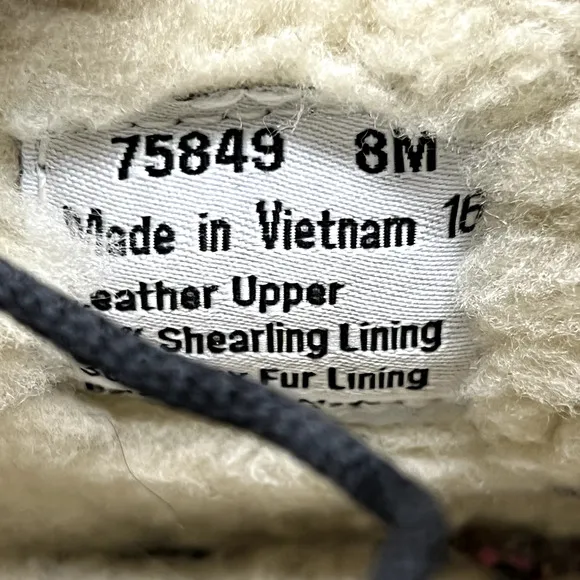 75849 8M
Made in Vietnam 16
Leather Upper
Shearling Lining
Fur Lining